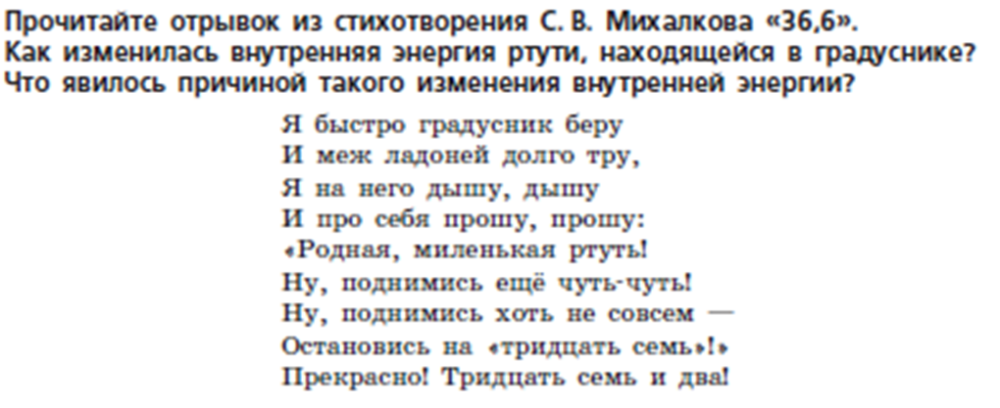 Прочитайте отрывок из стихотворения С. В. Михалкова «36,6».
Как изменилась внутренняя энергия ртути, находящейся в градуснике?
Что явилось причиной такого изменения внутренней энергии?
Я быстро градусник беру
И меж ладоней долго тру,
Я на него дышу, дышу
И про себя прошу, прошу:
«Родная, миленькая ртуть!
Ну, поднимись ещё чуть-чуть!
Ну, поднимись хоть не совсем —
Остановись на «тридцать семь»!»
Прекрасно! Тридцать семь и два!